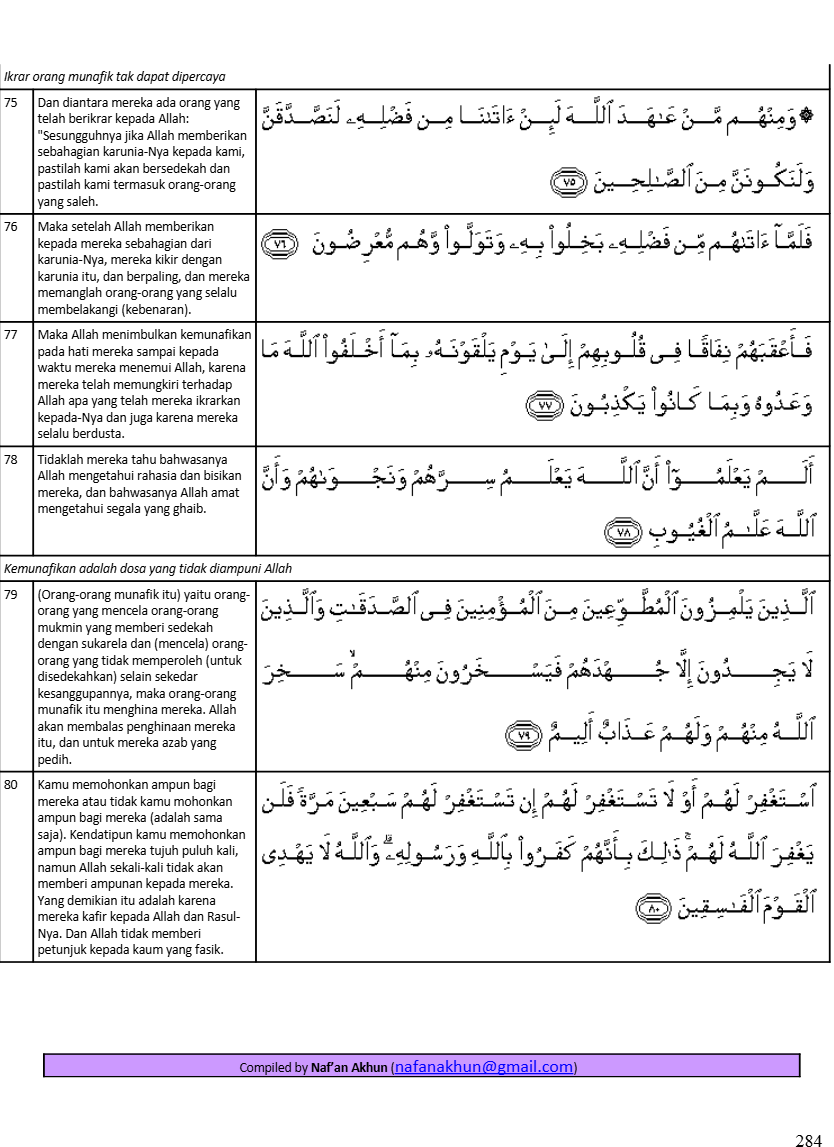 Ikrar orang munafik tak dapat dipercaya
75
Dan diantara mereka ada orang yang
telah berikrar kepada Allah:
"Sesungguhnya jika Allah memberikan
sebahagian karunia-Nya kepada kami,
pastilah kami akan bersedekah dan
pastilah kami termasuk orang-orang
yang saleh.
۞ وَمِنْهُم مَّنْ عَـٰهَدَ ٱللَّهَ لَئِنْ ءَاتَىٰنَا مِن فَضْلِهِۦ لَنَصَّدَّقَنَّ
وَلَنَكُونَنَّ مِنَ ٱلصَّـٰلِحِينَ ٧٥
76
Maka setelah Allah memberikan
kepada mereka sebahagian dari
karunia-Nya, mereka kikir dengan
karunia itu, dan berpaling, dan mereka
memanglah orang-orang yang selalu
membelakangi (kebenaran).
فَلَمَّآ ءَاتَىٰهُم مِّن فَضْلِهِۦ بَخِلُوا۟ بِهِۦ وَتَوَلَّوا۟ وَّهُم مُّعْرِضُونَ ٧٦
77
Maka Allah menimbulkan kemunafikan
pada hati mereka sampai kepada
waktu mereka menemui Allah, karena
mereka telah memungkiri terhadap
Allah apa yang telah mereka ikrarkan
kepada-Nya dan juga karena mereka
selalu berdusta.
فَأَعْقَبَهُمْ نِفَاقًا فِى قُلُوبِهِمْ إِلَىٰ يَوْمِ يَلْقَوْنَهُۥ بِمَآ أَخْلَفُوا۟ ٱللَّهَ مَا
وَعَدُوهُ وَبِمَا كَانُوا۟ يَكْذِبُونَ ٧٧
78
Tidaklah mereka tahu bahwasanya
Allah mengetahui rahasia dan bisikan
mereka, dan bahwasanya Allah amat
mengetahui segala yang ghaib.
أَلَمْ يَعْلَمُوٓا۟ أَنَّ ٱللَّهَ يَعْلَمُ سِرَّهُمْ وَنَجْوَىٰهُمْ وَأَنَّ
ٱللَّهَ عَلَّـٰمُ ٱلْغُيُوبِ ٧٨
Kemunafikan adalah dosa yang tidak diampuni Allah
79
(Orang-orang munafik itu) yaitu orang-
orang yang mencela orang-orang
mukmin yang memberi sedekah
dengan sukarela dan (mencela) orang-
orang yang tidak memperoleh (untuk
disedekahkan) selain sekedar
kesanggupannya, maka orang-orang
munafik itu menghina mereka. Allah
akan membalas penghinaan mereka
itu, dan untuk mereka azab yang
pedih.
ٱلَّذِينَ يَلْمِزُونَ ٱلْمُطَّوِّعِينَ مِنَ ٱلْمُؤْمِنِينَ فِى ٱلصَّدَقَـٰتِ وَٱلَّذِينَ
لَا يَجِدُونَ إِلَّا جُهْدَهُمْ فَيَسْخَرُونَ مِنْهُمْ ۙ سَخِرَ
ٱللَّهُ مِنْهُمْ وَلَهُمْ عَذَابٌ أَلِيمٌ ٧٩
80
Kamu memohonkan ampun bagi
mereka atau tidak kamu mohonkan
ampun bagi mereka (adalah sama
saja). Kendatipun kamu memohonkan
ampun bagi mereka tujuh puluh kali,
namun Allah sekali-kali tidak akan
memberi ampunan kepada mereka.
Yang demikian itu adalah karena
mereka kafir kepada Allah dan Rasul-
Nya. Dan Allah tidak memberi
petunjuk kepada kaum yang fasik.
ٱسْتَغْفِرْ لَهُمْ أَوْ لَا تَسْتَغْفِرْ لَهُمْ إِن تَسْتَغْفِرْ لَهُمْ سَبْعِينَ مَرَّةً فَلَن
يَغْفِرَ ٱللَّهُ لَهُمْ ۚ ذَٰلِكَ بِأَنَّهُمْ كَفَرُوا۟ بِٱللَّهِ وَرَسُولِهِۦ ۗ وَٱللَّهُ لَا يَهْدِى
ٱلْقَوْمَ ٱلْفَـٰسِقِينَ ٨٠
Compiled by Naf'an Akhun (nafanakhun@gmail.com)
284